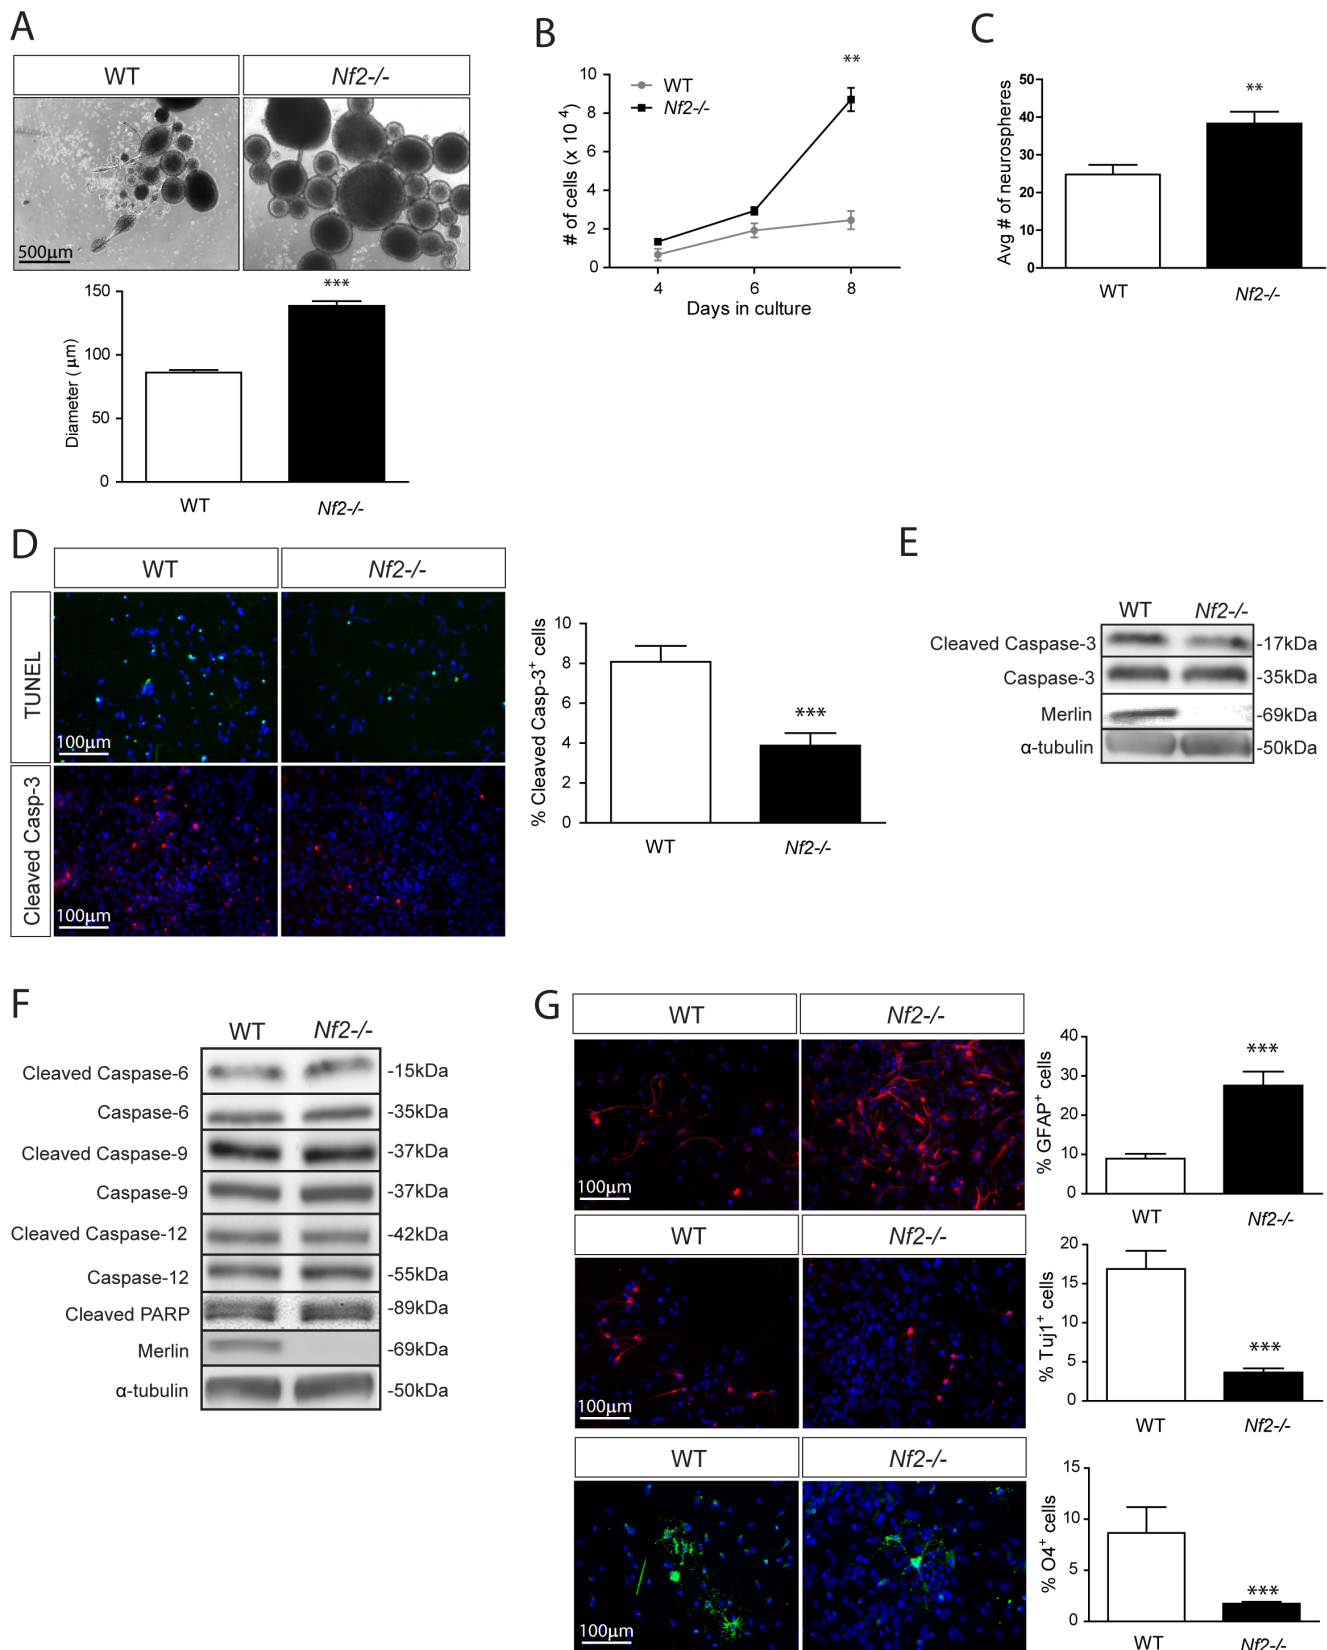 A
WT
Nf2-/-
500µm
150
100
50
0
Diameter ( µm)
***
WT
Nf2-/-
B
**
WT
Nf2-/-
10
8
6
4
2
0
# of cells (x 10 4)
4
6
8
Days in culture
C
**
50
40
30
20
10
0
Avg # of neurospheres
WT
Nf2-/-
D
WT
Nf2-/-
TUNEL
100µm
Cleaved Casp-3
100µm
10
8
6
4
2
0
% Cleaved Casp-3+ cells
***
WT
Nf2-/-
E
WT Nf2-/-
Cleaved Caspase-3 -17kDa
Caspase-3 -35kDa
Merlin -69kDa
α-tubulin -50kDa
F
WT Nf2-/-
Cleaved Caspase-6 -15kDa
Caspase-6 -35kDa
Cleaved Caspase-9 -37kDa
Caspase-9 -37kDa
Cleaved Caspase-12 -42kDa
Caspase-12 -55kDa
Cleaved PARP -89kDa
Merlin -69kDa
α-tubulin -50kDa
G
WT
Nf2-/-
100µm
40
30
20
10
0
% GFAP+ cells
***
WT
Nf2-/-
WT
Nf2-/-
100µm
20
15
10
5
0
% Tuj1+ cells
***
WT
Nf2-/-
WT
Nf2-/-
100µm
15
10
5
0
% O4+ cells
***
WT
Nf2-/-